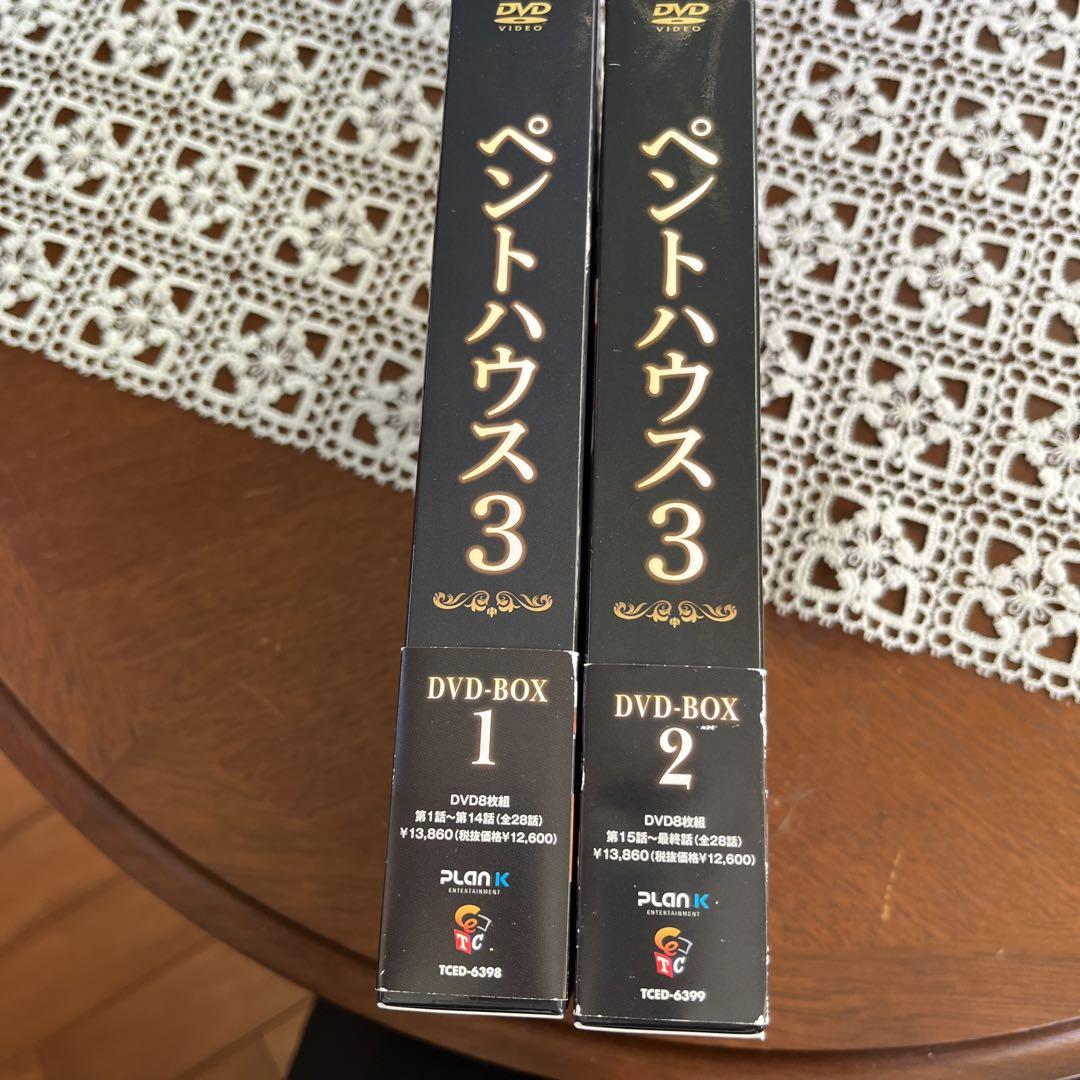 DVD
VIDEO
ペントハウス3
DVD-BOX
1
DVD8枚組
第1話〜第14話(全28話)
¥13,860(税抜価格¥12,600)
PLAN K
ENTERTAINMENT
TC
TCED-6398
DVD
VIDEO
ペントハウス3
DVD-BOX
2
DVD8枚組
第15話〜最終話(全28話)
¥13,860(税抜価格¥12,600)
PLAN K
ENTERTAINMENT
TC
TCED-6399